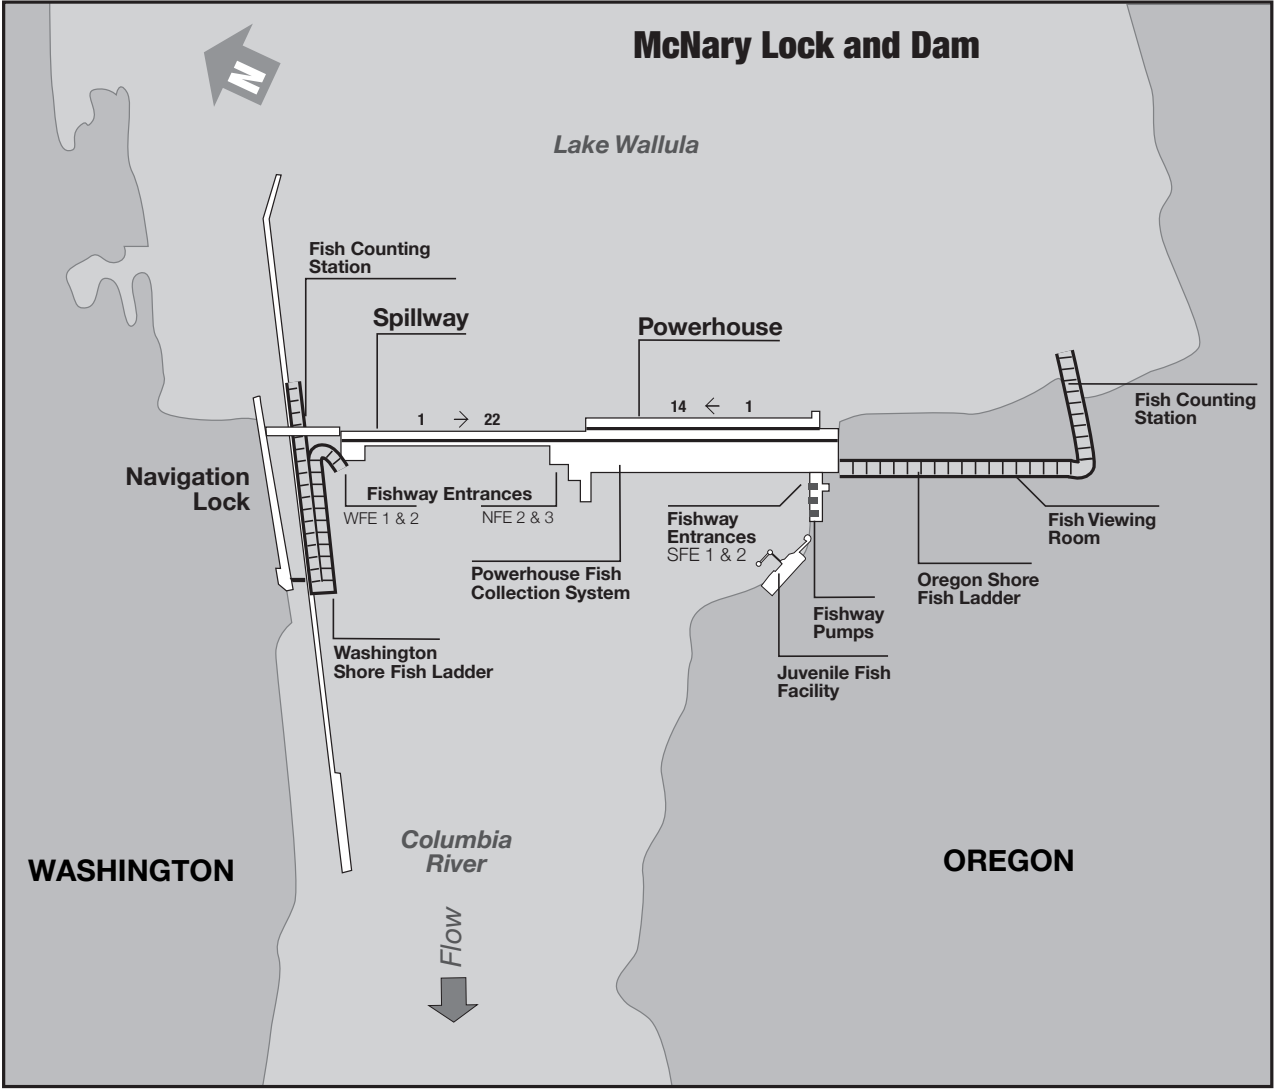 McNary Lock and Dam
N
Lake Wallula
Fish Counting
Station
Spillway
Powerhouse
1 → 22
14 ← 1
Fish Counting
Station
Navigation
Lock
Fishway Entrances
WFE 1 & 2
NFE 2 & 3
Fishway
Entrances
SFE 1 & 2
Fish Viewing
Room
Powerhouse Fish
Collection System
Oregon Shore
Fish Ladder
Fishway
Pumps
Washington
Shore Fish Ladder
Juvenile Fish
Facility
Columbia
River
WASHINGTON
OREGON
Flow